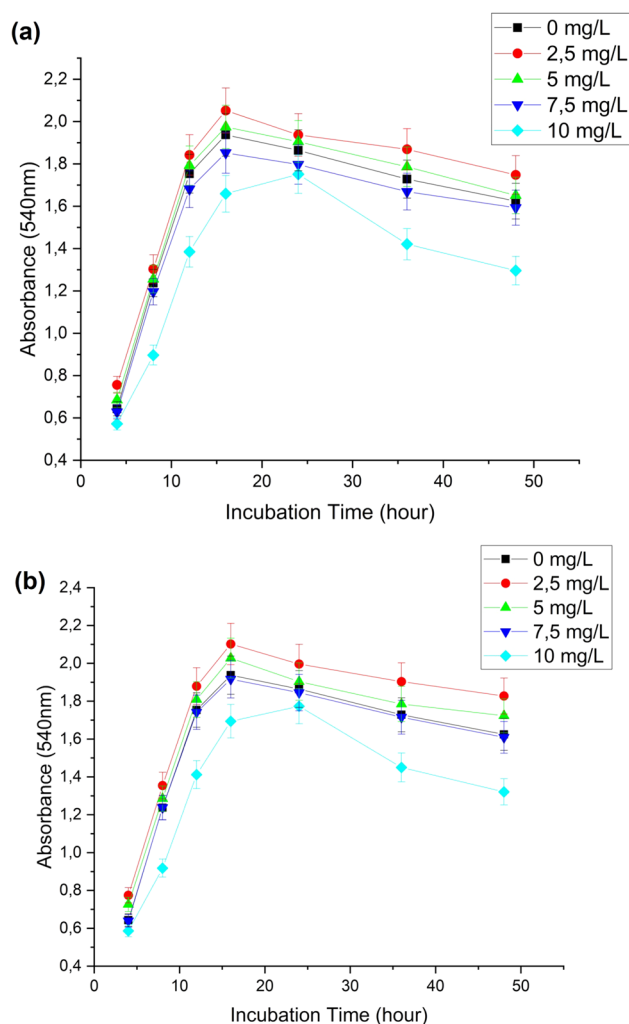 (a)
0 mg/L
2,5 mg/L
5 mg/L
7,5 mg/L
10 mg/L
2,2
2,0
1,8
1,6
1,4
1,2
1,0
0,8
0,6
0,4
Absorbance (540nm)
0 10 20 30 40 50
Incubation Time (hour)
(b)
0 mg/L
2,5 mg/L
5 mg/L
7,5 mg/L
10 mg/L
2,4
2,2
2,0
1,8
1,6
1,4
1,2
1,0
0,8
0,6
0,4
Absorbance (540nm)
0 10 20 30 40 50
Incubation Time (hour)